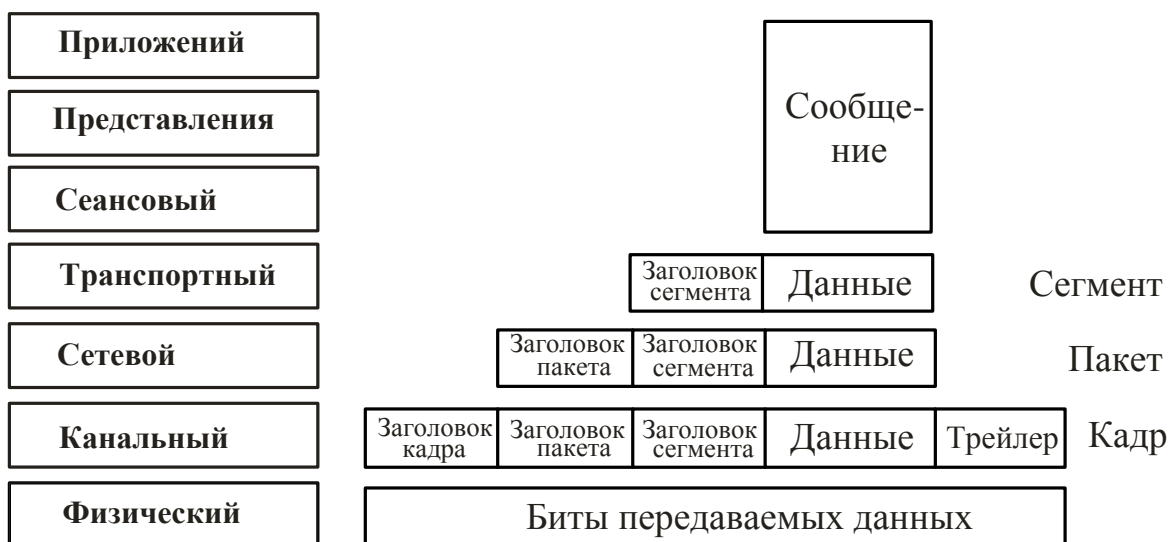 Приложений
Представления
Сообще-
ние
Сеансовый
Транспортный
Заголовок
сегмента
Данные
Сегмент
Сетевой
Заголовок
пакета
Заголовок
сегмента
Данные
Пакет
Канальный
Заголовок
кадра
Заголовок
пакета
Заголовок
сегмента
Данные
Трейлер
Кадр
Физический
Биты передаваемых данных